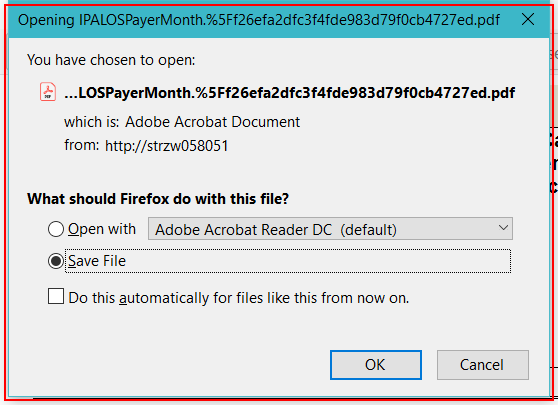 Opening IPALOSPayerMonth.%5Ff26efa2dfc3f4fde983d79f0cb4727ed.pdf
You have chosen to open:
...LOSPayerMonth.%5Ff26efa2dfc3f4fde983d79f0cb4727ed.pdf
which is: Adobe Acrobat Document
from: http://strzw058051
What should Firefox do with this file?
Open with Adobe Acrobat Reader DC (default)
Save File
Do this automatically for files like this from now on.
OK Cancel